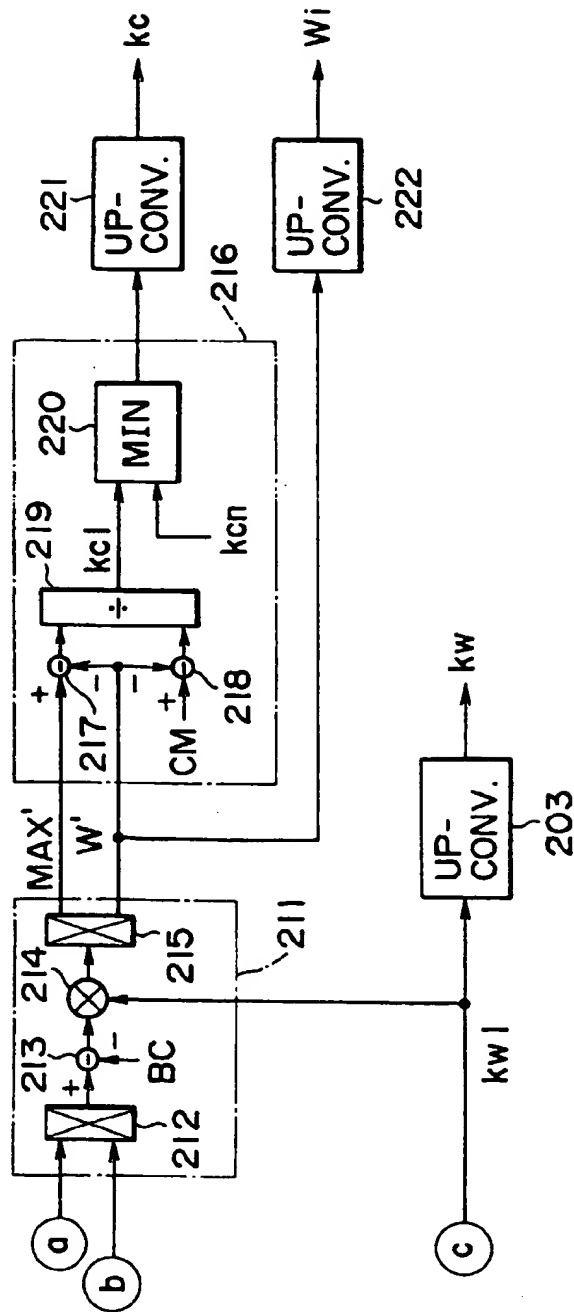 a
b
c
212
213
+
-
BC
214
215
211
kw1
MAX'
W'
+
-
-
+
217
CM
218
219
÷
kc1
kcn
220
MIN
216
221
UP-
CONV.
kc
222
UP-
CONV.
Wi
203
UP-
CONV.
kw